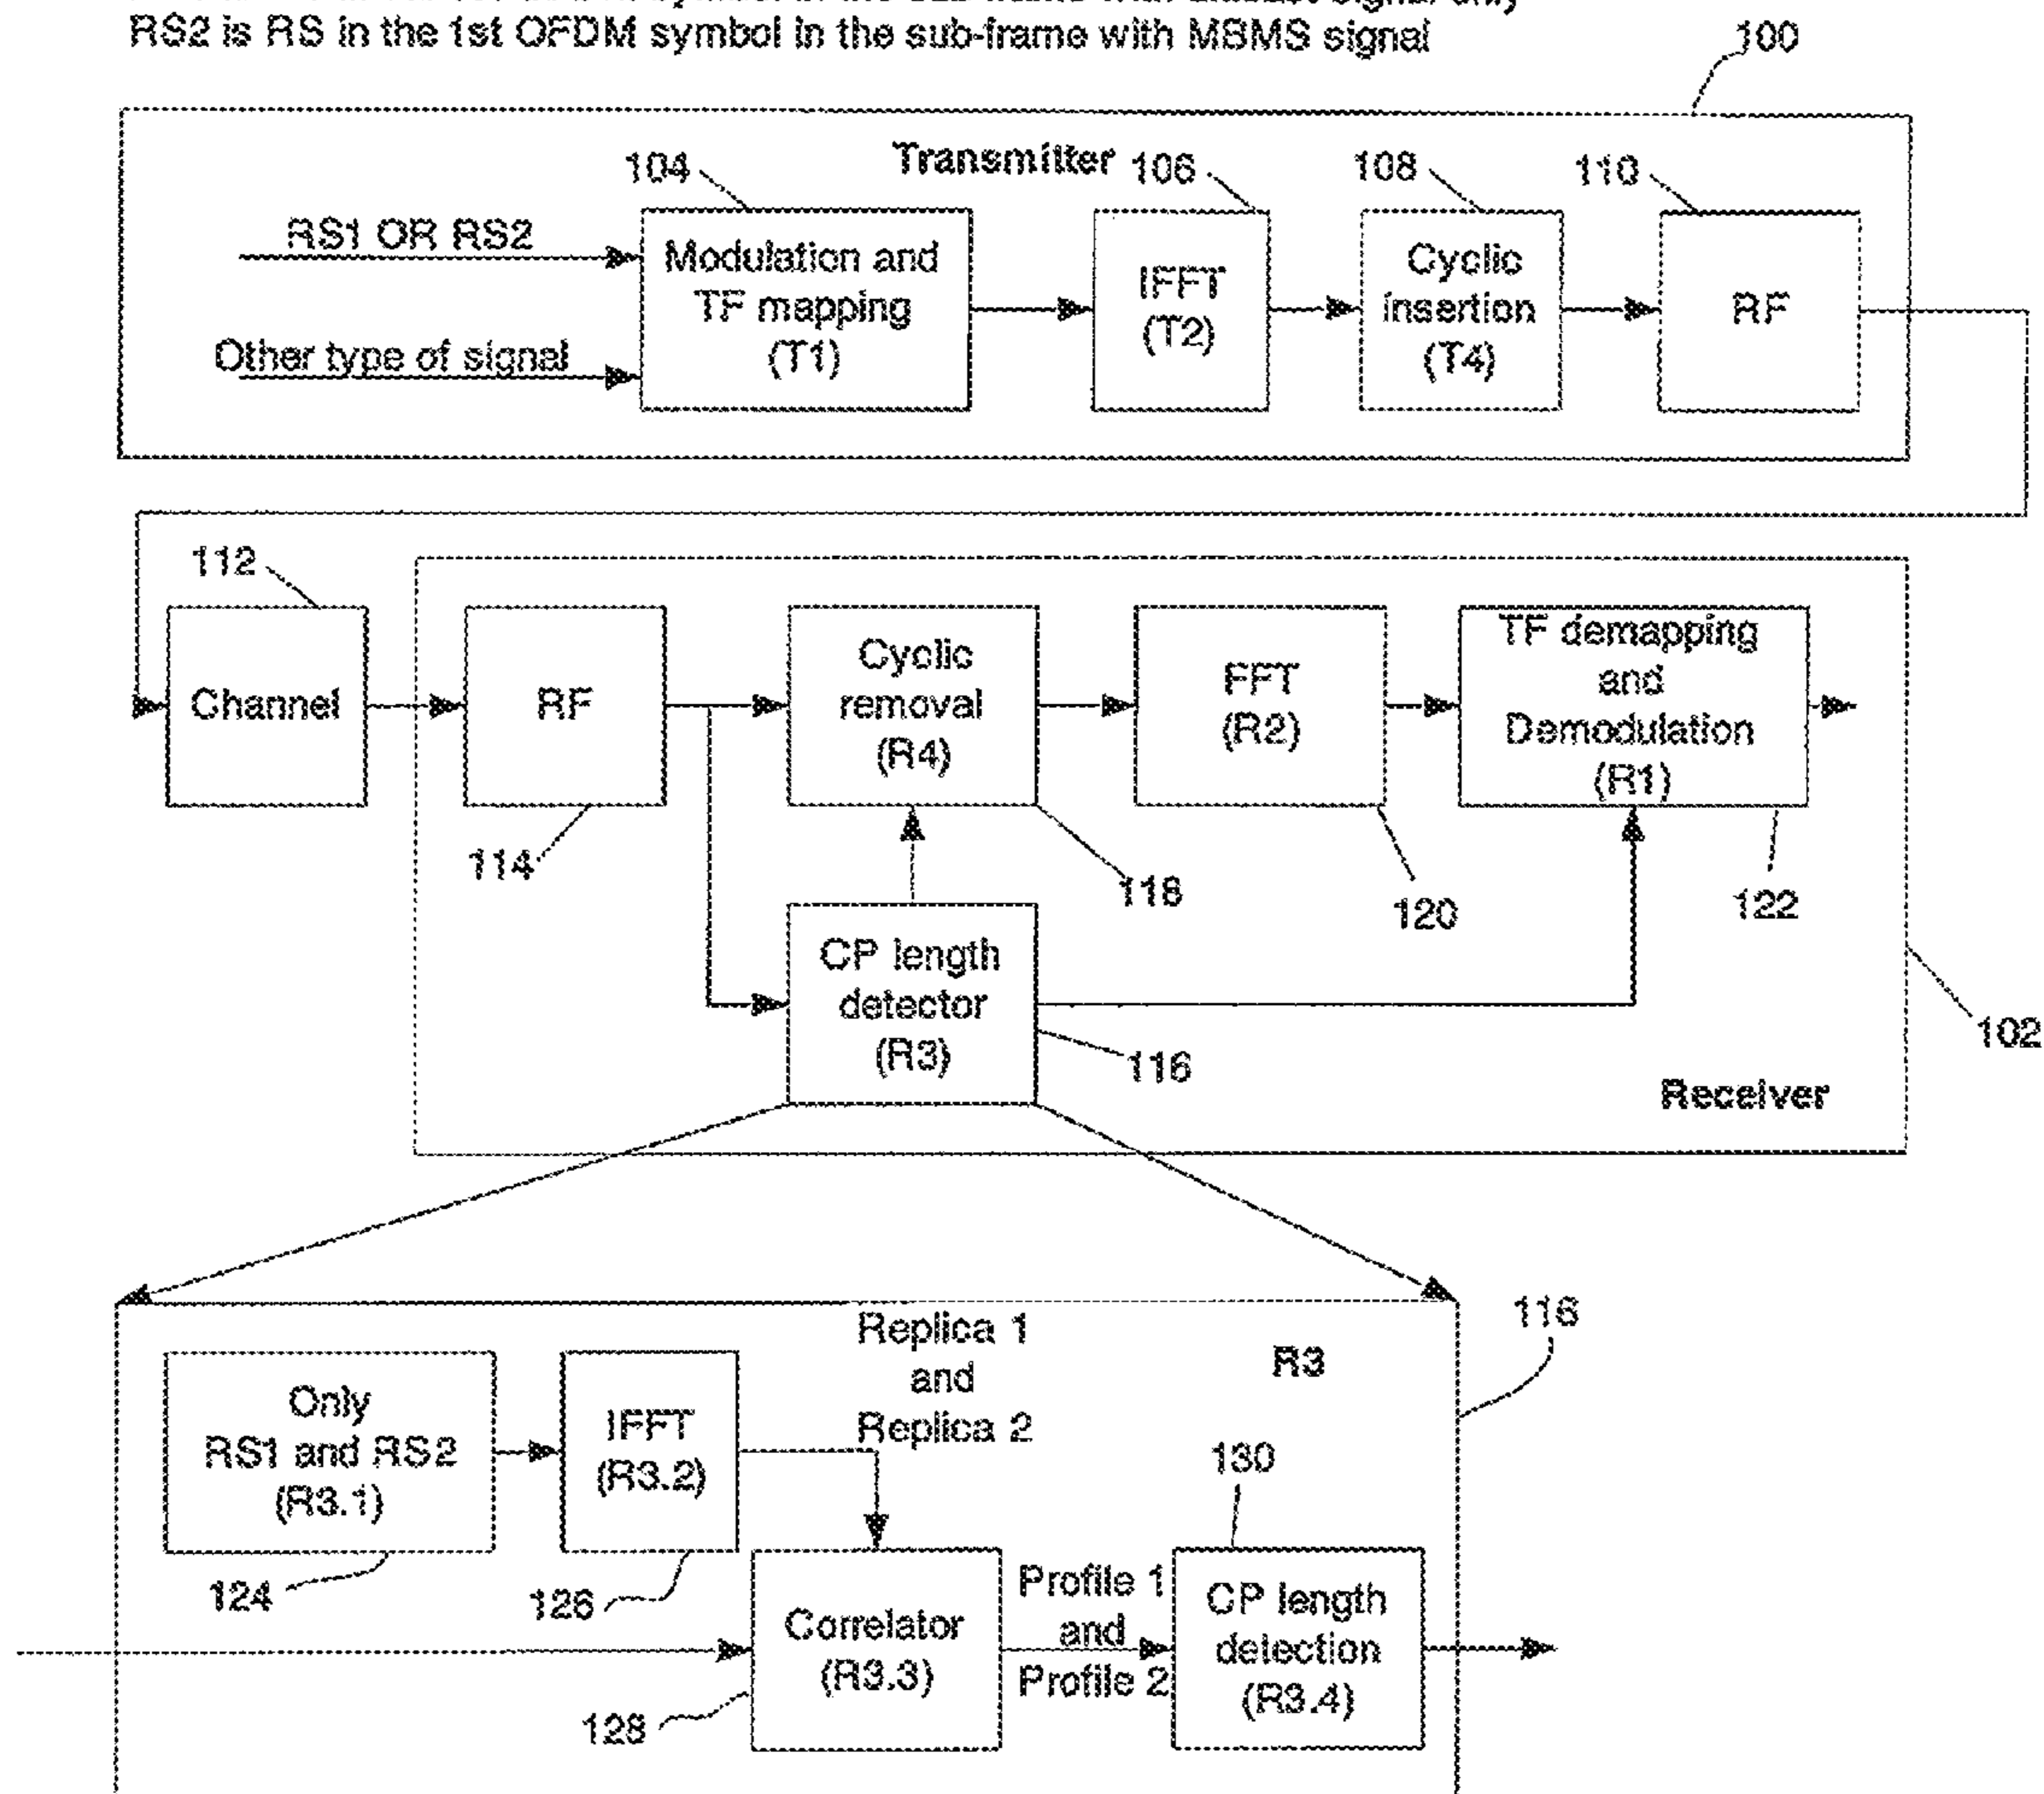 RS2 is RS in the 1st OFDM symbol in the sub-frame with MBMS signal
100
Transmitter
104
106
108
110
RS1 OR RS2
Other type of signal
Modulation and
TF mapping
(T1)
IFFT
(T2)
Cyclic
insertion
(T4)
RF
112
Channel
RF
114
Cyclic
removal
(R4)
118
FFT
(R2)
120
TF demapping
and
Demodulation
(R1)
122
CP length
detector
(R3)
116
102
Receiver
Replica 1
and
Replica 2
R3
116
Only
RS1 and RS2
(R3.1)
124
IFFT
(R3.2)
126
Correlator
(R3.3)
128
Profile 1
and
Profile 2
130
CP length
detection
(R3.4)